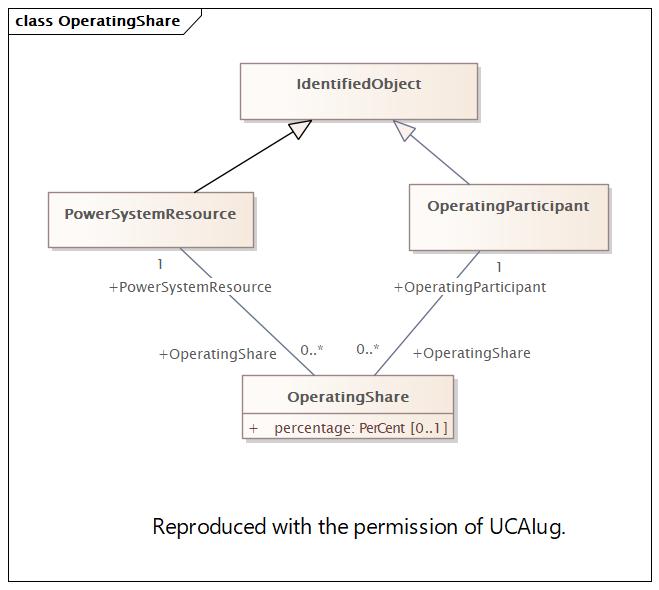 class OperatingShare
IdentifiedObject
PowerSystemResource
OperatingParticipant
1
+PowerSystemResource
1
+OperatingParticipant
+OperatingShare
0..*
0..*
+OperatingShare
OperatingShare
+ percentage: PerCent [0..1]
Reproduced with the permission of UCAIug.